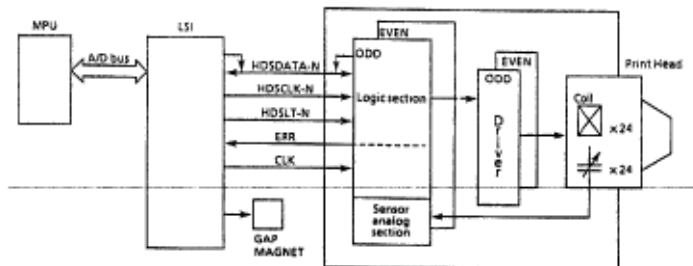 MPU
LSI
A/D bus
EVEN
ODD
HDSDATA-N
HDSCLK-N
Logic section
HDSLT-N
ERR
CLK
Sensor
analog
section
GAP
MAGNET
EVEN
ODD
Driver
Print Head
Coil
x 24
x 24